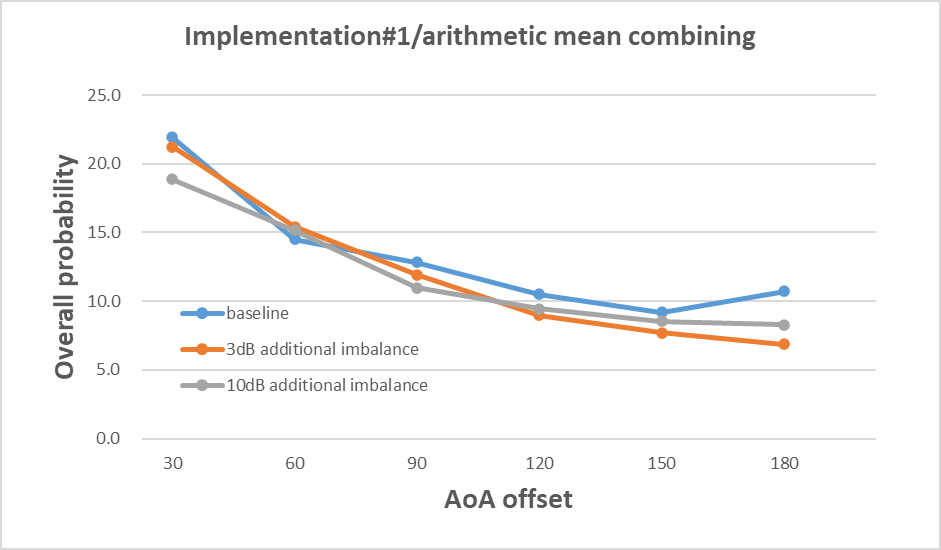 Implementation#1/arithmetic mean combining
25.0
20.0
15.0
10.0
5.0
0.0
Overall probability
baseline
3dB additional imbalance
10dB additional imbalance
30 60 90 120 150 180
AoA offset